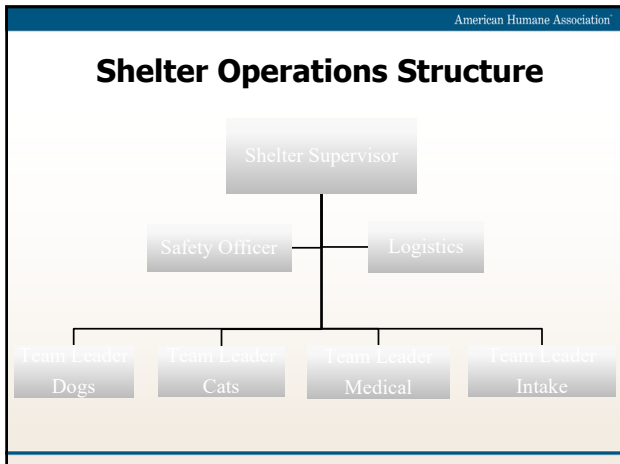 American Humane Association™
Shelter Operations Structure
Shelter Supervisor
Safety Officer
Logistics
Team Leader
Dogs
Team Leader
Cats
Team Leader
Medical
Team Leader
Intake